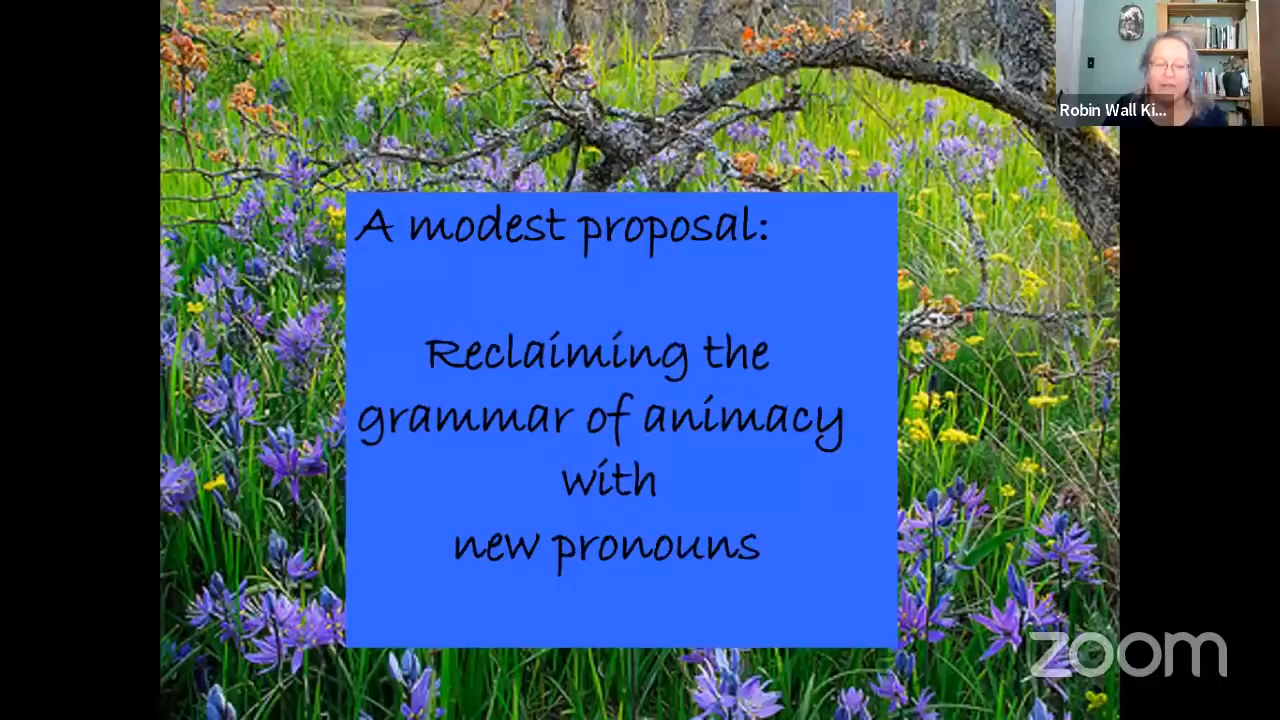 Robin Wall Ki...
A modest proposal:
Reclaiming the
grammar of animacy
with
new pronouns
zoom